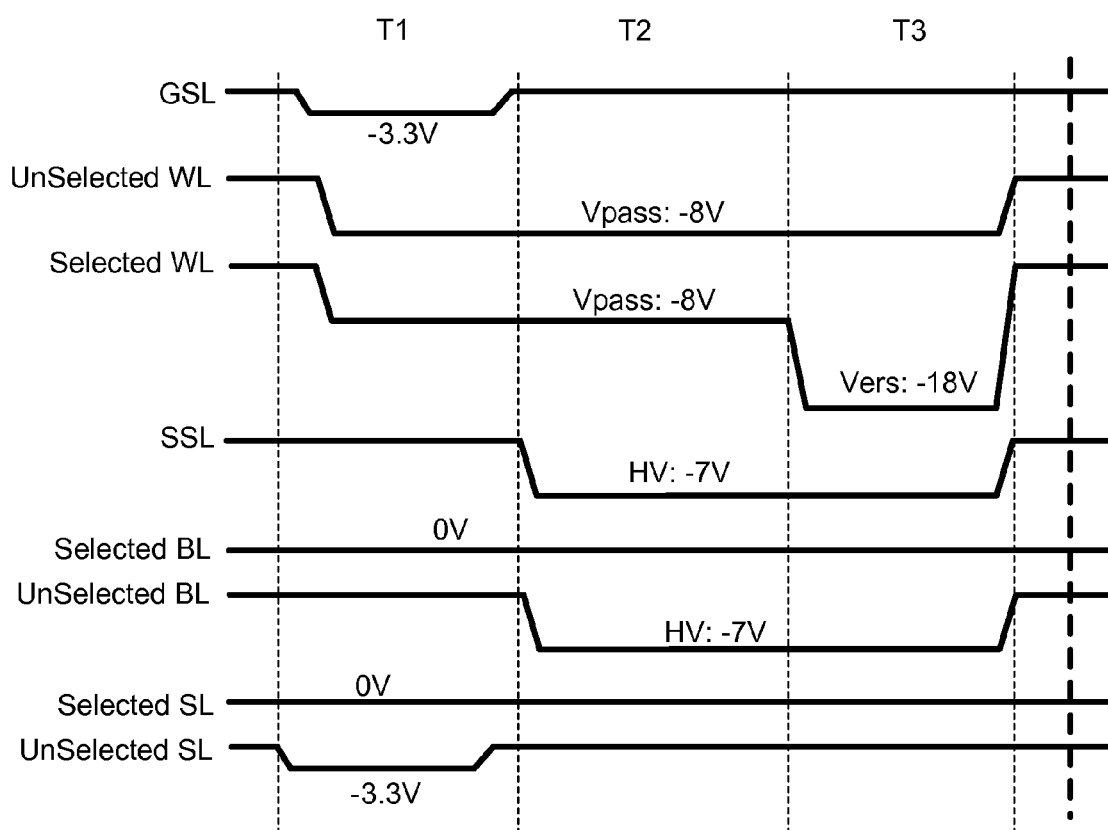 T1 T2 T3
GSL
-3.3V
UnSelected WL
Vpass: -8V
Selected WL
Vpass: -8V
Vers: -18V
SSL
HV: -7V
0V
Selected BL
UnSelected BL
HV: -7V
0V
Selected SL
UnSelected SL
-3.3V